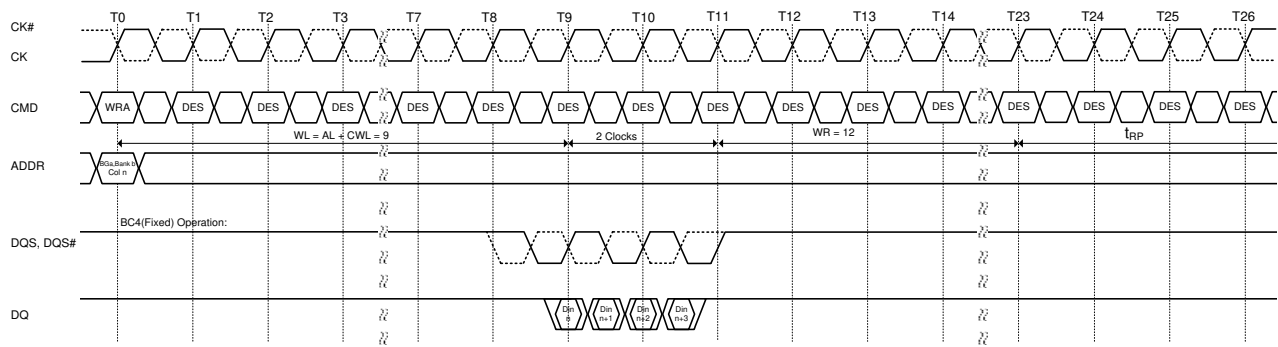 T0 T1 T2 T3 T7 T8 T9 T10 T11 T12 T13 T14 T23 T24 T25 T26
CK#
CK
CMD WRA DES DES DES DES DES DES DES DES DES DES DES DES DES DES DES
WL = AL + CWL = 9 2 Clocks WR = 12 tRP
ADDR BGa,Bank b
Col n
BC4(Fixed) Operation:
DQS, DQS#
DQ Din Din Din Din
n n+1 n+2 n+3